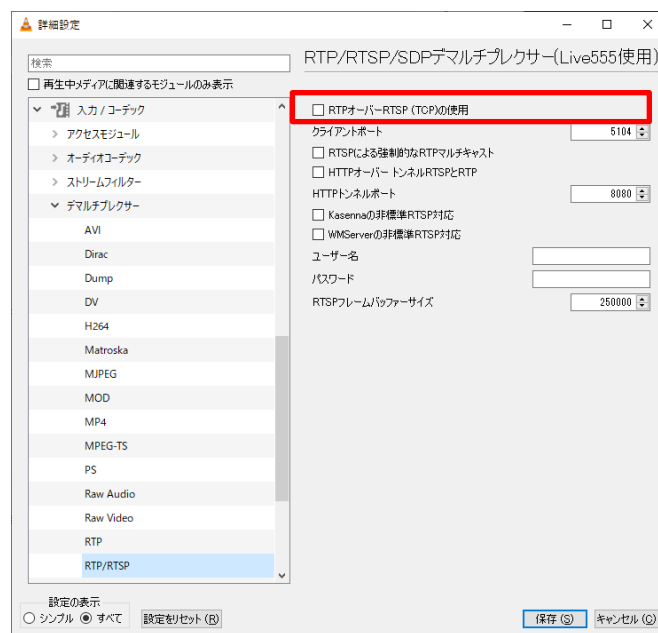 詳細設定
RTP/RTSP/SDPデマルチプレクサー(Live555使用)
検索
再生中メディアに関連するモジュールのみ表示
入力 / コーデック
アクセスモジュール
オーディオコーデック
ストリームフィルター
デマルチプレクサー
AVI
Dirac
Dump
DV
H264
Matroska
MJPEG
MOD
MP4
MPEG-TS
PS
Raw Audio
Raw Video
RTP
RTP/RTSP
RTPオーバーRTSP (TCP)の使用
クライアントポート 5104
RTSPによる強制的なRTPマルチキャスト
HTTPオーバー トンネルRTSPとRTP
HTTPトンネルポート 8080
Kasennaの非標準RTSP対応
WMServerの非標準RTSP対応
ユーザー名
パスワード
RTSPフレームバッファーサイズ 250000
設定の表示
シンプル すべて 設定をリセット(R) 保存(S) キャンセル(C)